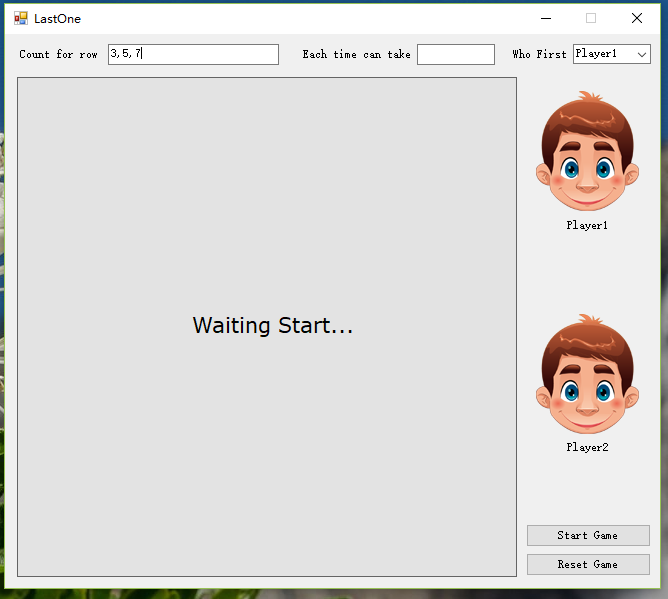 LastOne
Count for row 3,5,7 Each time can take Who First Player1
Player1
Waiting Start...
Player2
Start Game
Reset Game